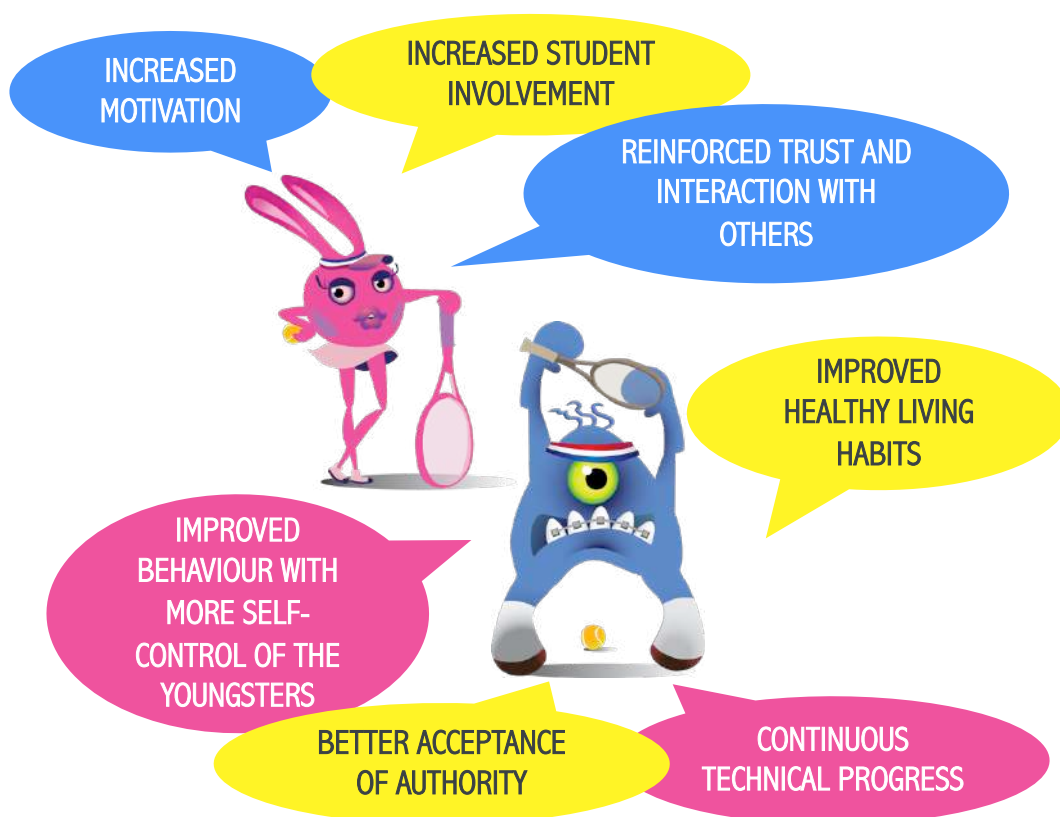 INCREASED
MOTIVATION
INCREASED STUDENT
INVOLVEMENT
REINFORCED TRUST AND
INTERACTION WITH
OTHERS
IMPROVED
HEALTHY LIVING
HABITS
IMPROVED
BEHAVIOUR WITH
MORE SELF-
CONTROL OF THE
YOUNGSTERS
BETTER ACCEPTANCE
OF AUTHORITY
CONTINUOUS
TECHNICAL PROGRESS